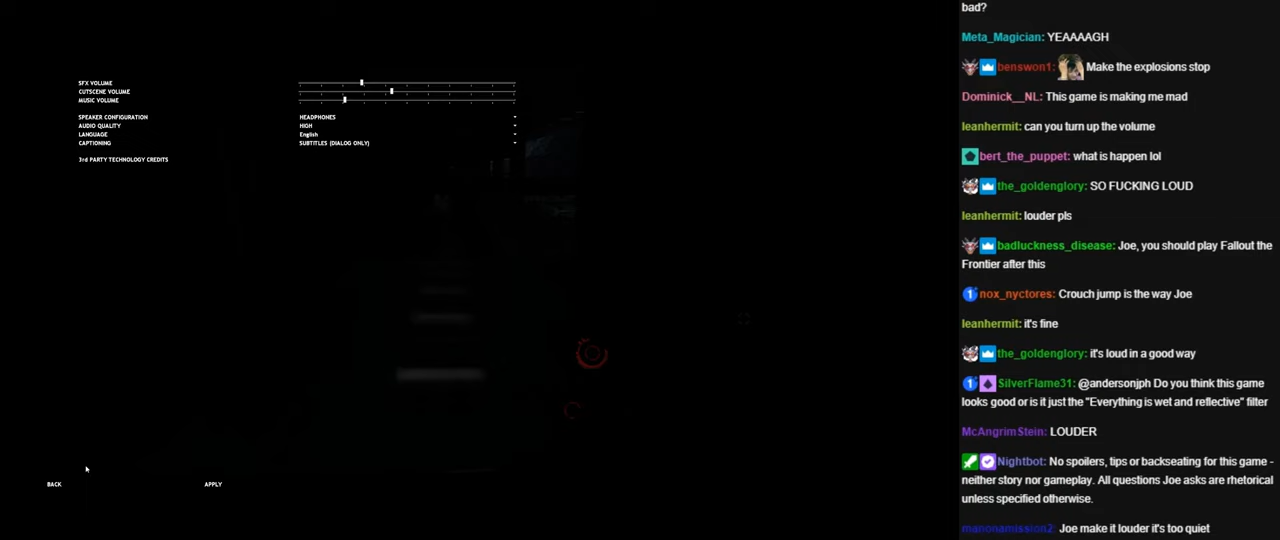 SFX VOLUME
CUTSCENE VOLUME
MUSIC VOLUME
SPEAKER CONFIGURATION HEADPHONES
AUDIO QUALITY HIGH
LANGUAGE English
CAPTIONING SUBTITLES (DIALOG ONLY)
3rd PARTY TECHNOLOGY CREDITS
BACK APPLY
bad?
Meta_Magician: YEAAAAGH
benswon1: Make the explosions stop
Dominick__NL: This game is making me mad
leanhermit: can you turn up the volume
bert_the_puppet: what is happen lol
the_goldenglory: SO FUCKING LOUD
leanhermit: louder pls
badluckness_disease: Joe, you should play Fallout the
Frontier after this
nox_nyctores: Crouch jump is the way Joe
leanhermit: it's fine
the_goldenglory: it's loud in a good way
SilverFlame31: @andersonjph Do you think this game
looks good or is it just the "Everything is wet and reflective" filter
McAngrimStein: LOUDER
Nightbot: No spoilers, tips or backseating for this game -
neither story nor gameplay. All questions Joe asks are rhetorical
unless specified otherwise.
manonamission2: Joe make it louder it's too quiet